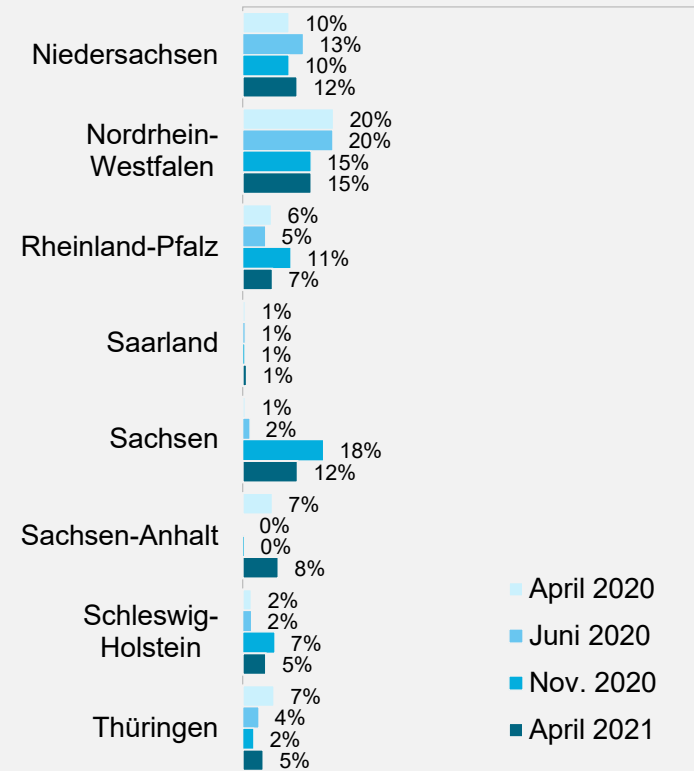 Niedersachsen
10%
13%
10%
12%
Nordrhein-
Westfalen
20%
20%
15%
15%
Rheinland-Pfalz
6%
5%
11%
7%
Saarland
1%
1%
1%
1%
Sachsen
1%
2%
18%
12%
Sachsen-Anhalt
7%
0%
0%
8%
Schleswig-
Holstein
2%
2%
7%
5%
Thüringen
7%
4%
2%
5%
April 2020
Juni 2020
Nov. 2020
April 2021